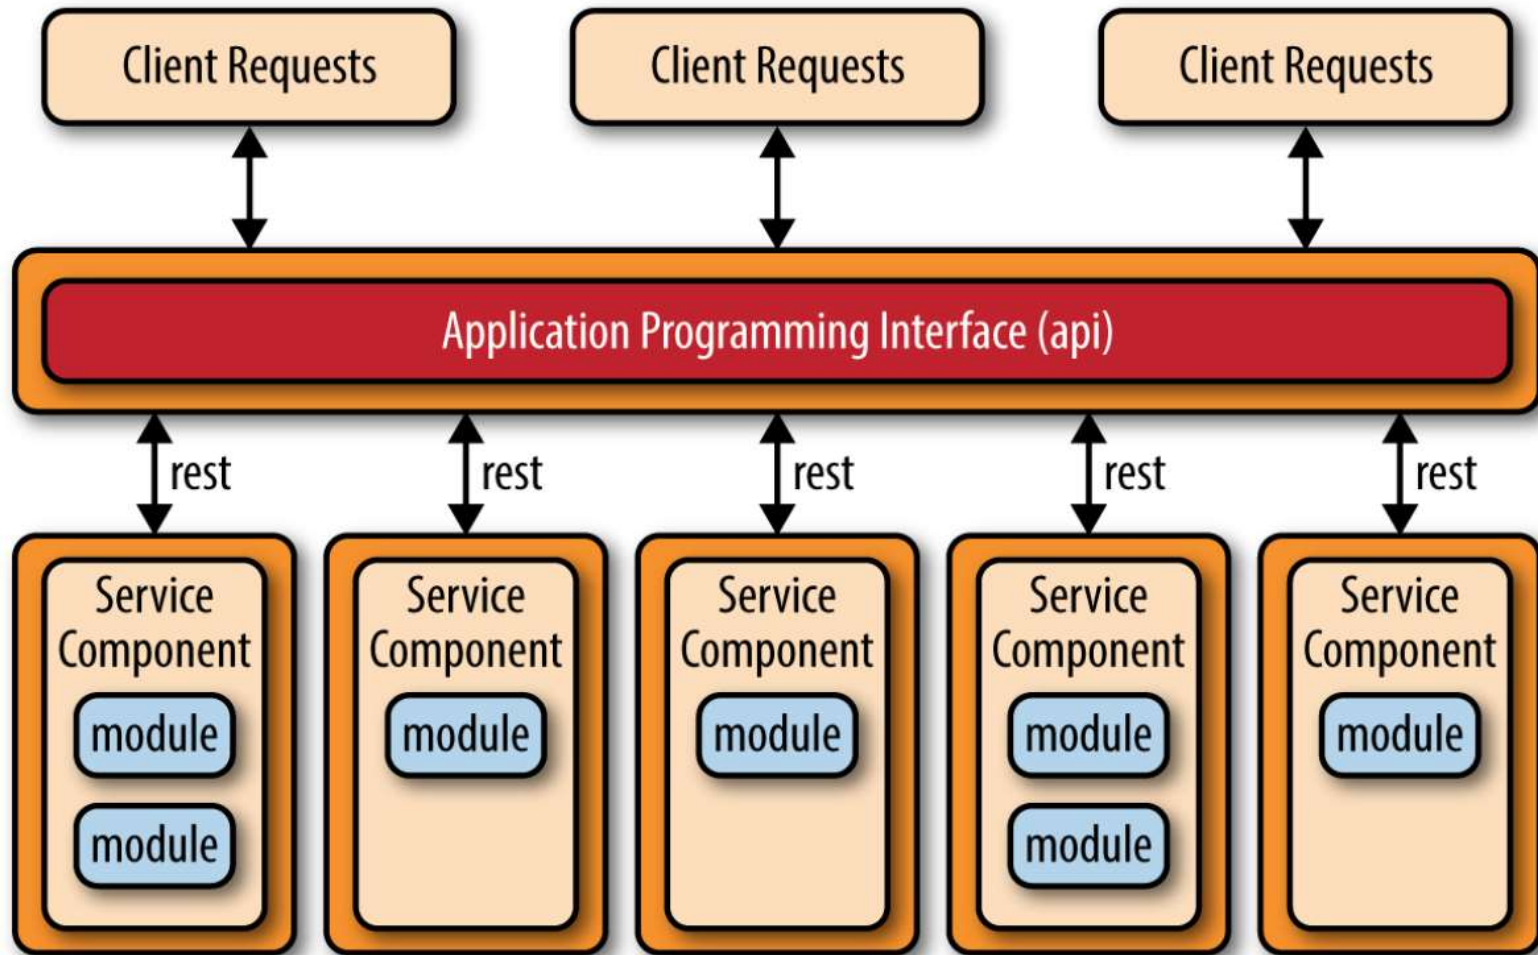 Client Requests
Client Requests
Client Requests
Application Programming Interface (api)
rest
rest
rest
rest
rest
Service
Component
module
module
Service
Component
module
Service
Component
module
Service
Component
module
module
Service
Component
module